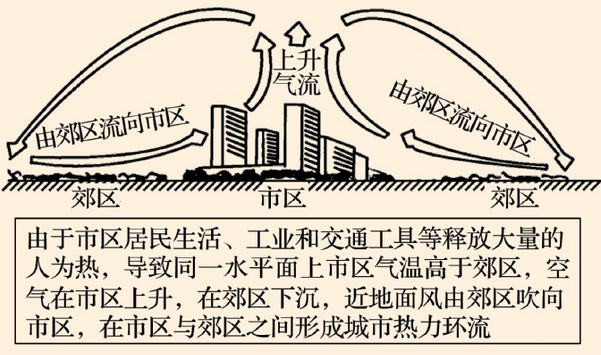 上升
气流
由郊区流向市区
由郊区流向市区
郊区
市区
郊区
由于市区居民生活、工业和交通工具等释放大量的
人为热，导致同一水平面上市区气温高于郊区，空
气在市区上升，在郊区下沉，近地面风由郊区吹向
市区，在市区与郊区之间形成城市热力环流